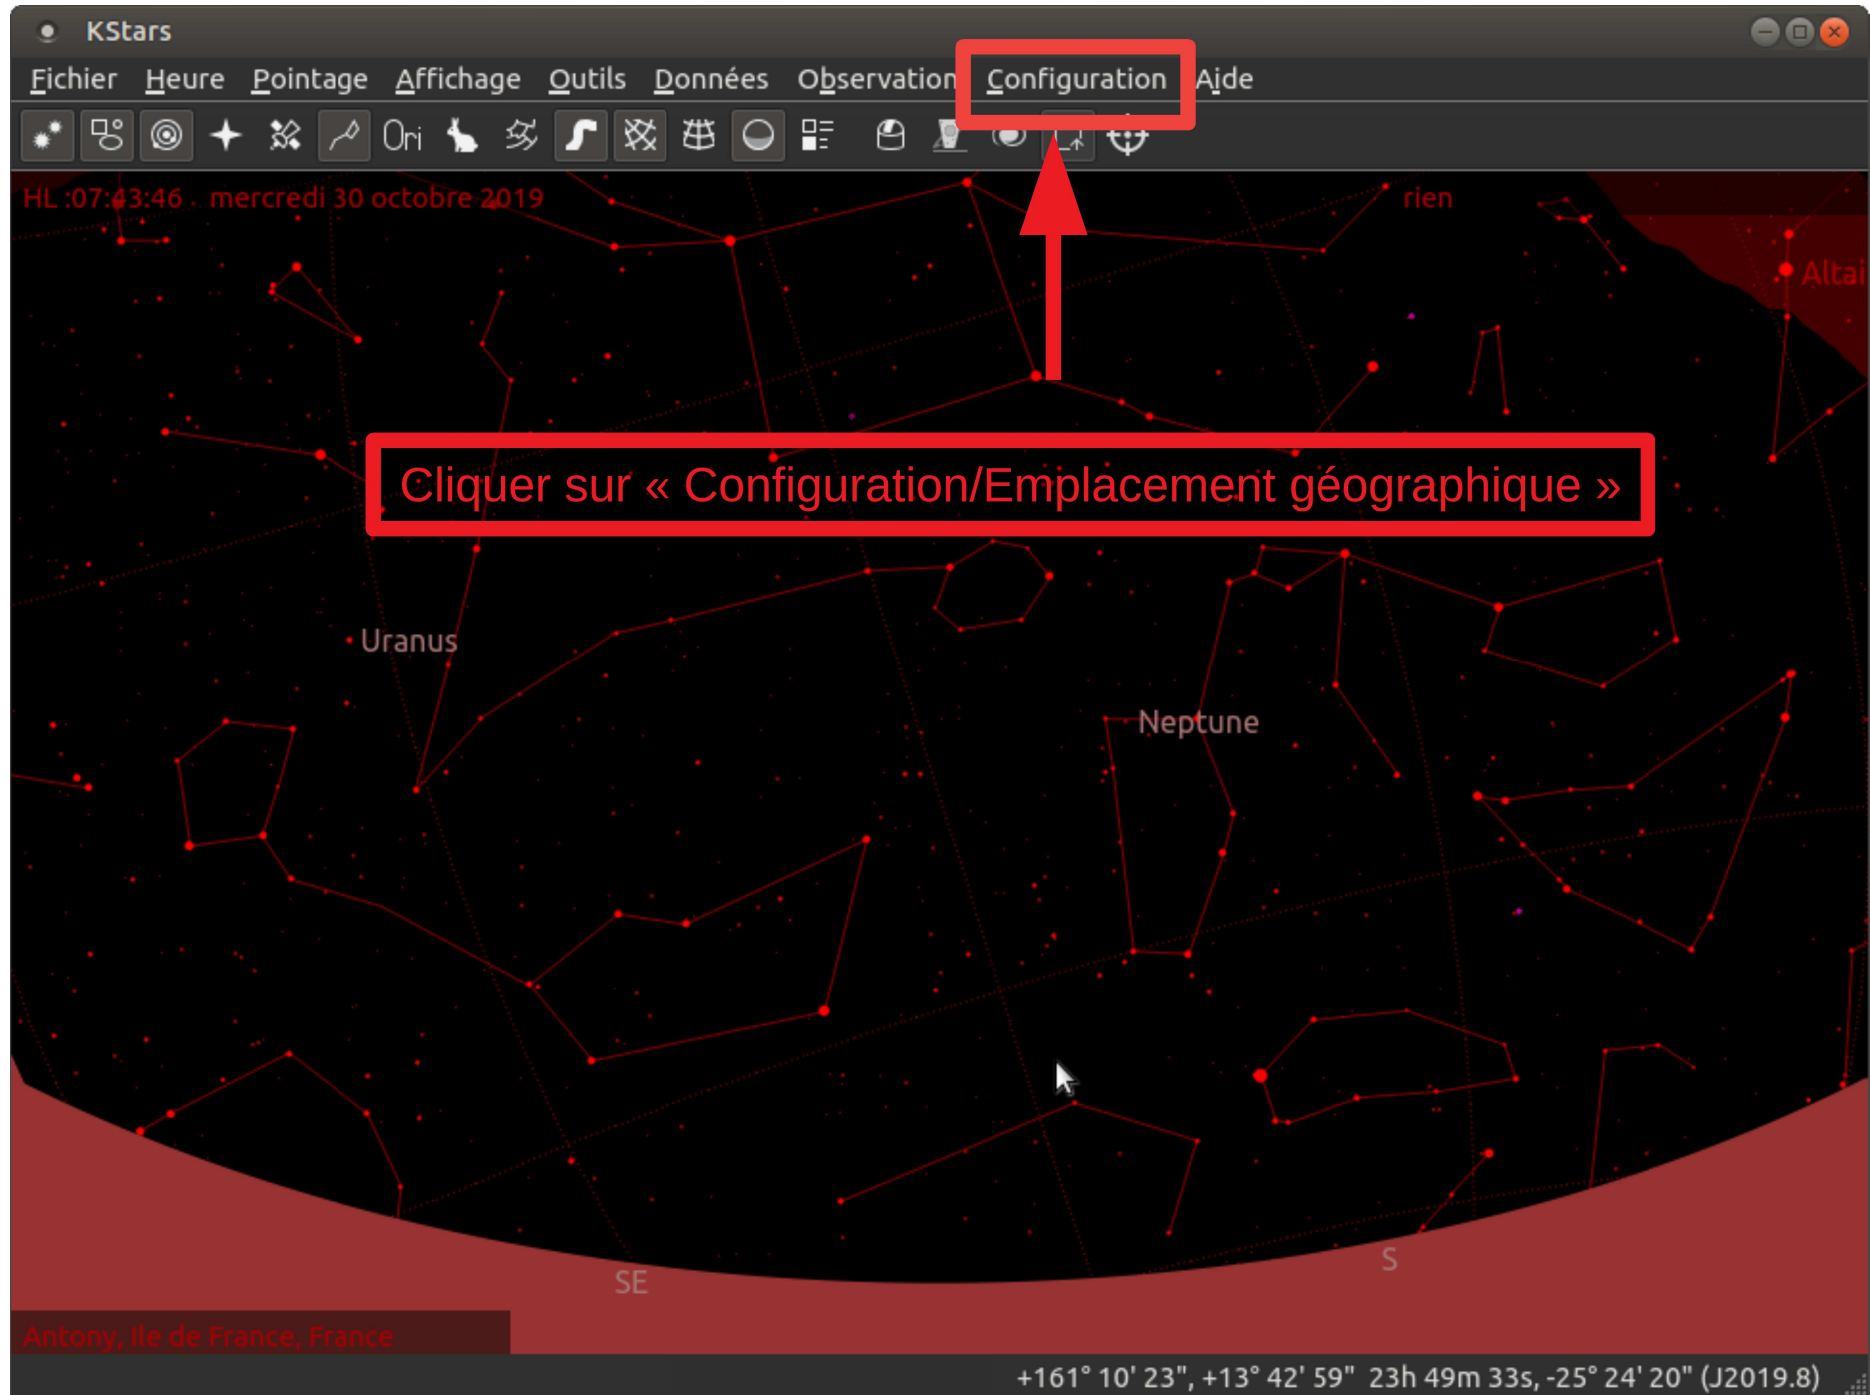 KStars
Fichier Heure Pointage Affichage Outils Données Observation Configuration Aide
Ori
HL :07:43:46 mercredi 30 octobre 2019
rien
Altai
Cliquer sur « Configuration/Emplacement géographique »
Uranus
Neptune
S
SE
Antony, Ile de France, France
+161° 10' 23", +13° 42' 59" 23h 49m 33s, -25° 24' 20" (J2019.8)